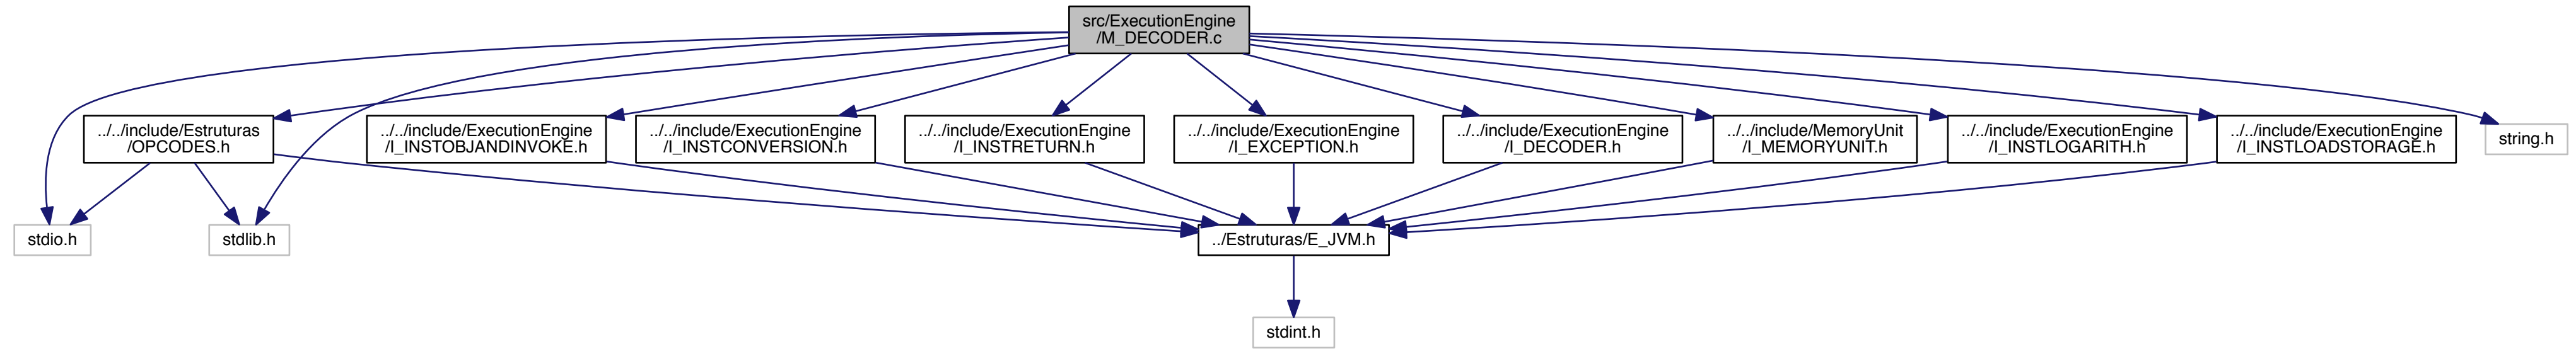 src/ExecutionEngine
/M_DECODER.c
../../include/Estruturas
/OPCODES.h
../../include/ExecutionEngine
/I_INSTOBJANDINVOKE.h
../../include/ExecutionEngine
/I_INSTCONVERSION.h
../../include/ExecutionEngine
/I_INSTRETURN.h
../../include/ExecutionEngine
/I_EXCEPTION.h
../../include/ExecutionEngine
/I_DECODER.h
../../include/MemoryUnit
/I_MEMORYUNIT.h
../../include/ExecutionEngine
/I_INSTLOGARITH.h
../../include/ExecutionEngine
/I_INSTLOADSTORAGE.h
string.h
stdio.h
stdlib.h
../Estruturas/E_JVM.h
stdint.h